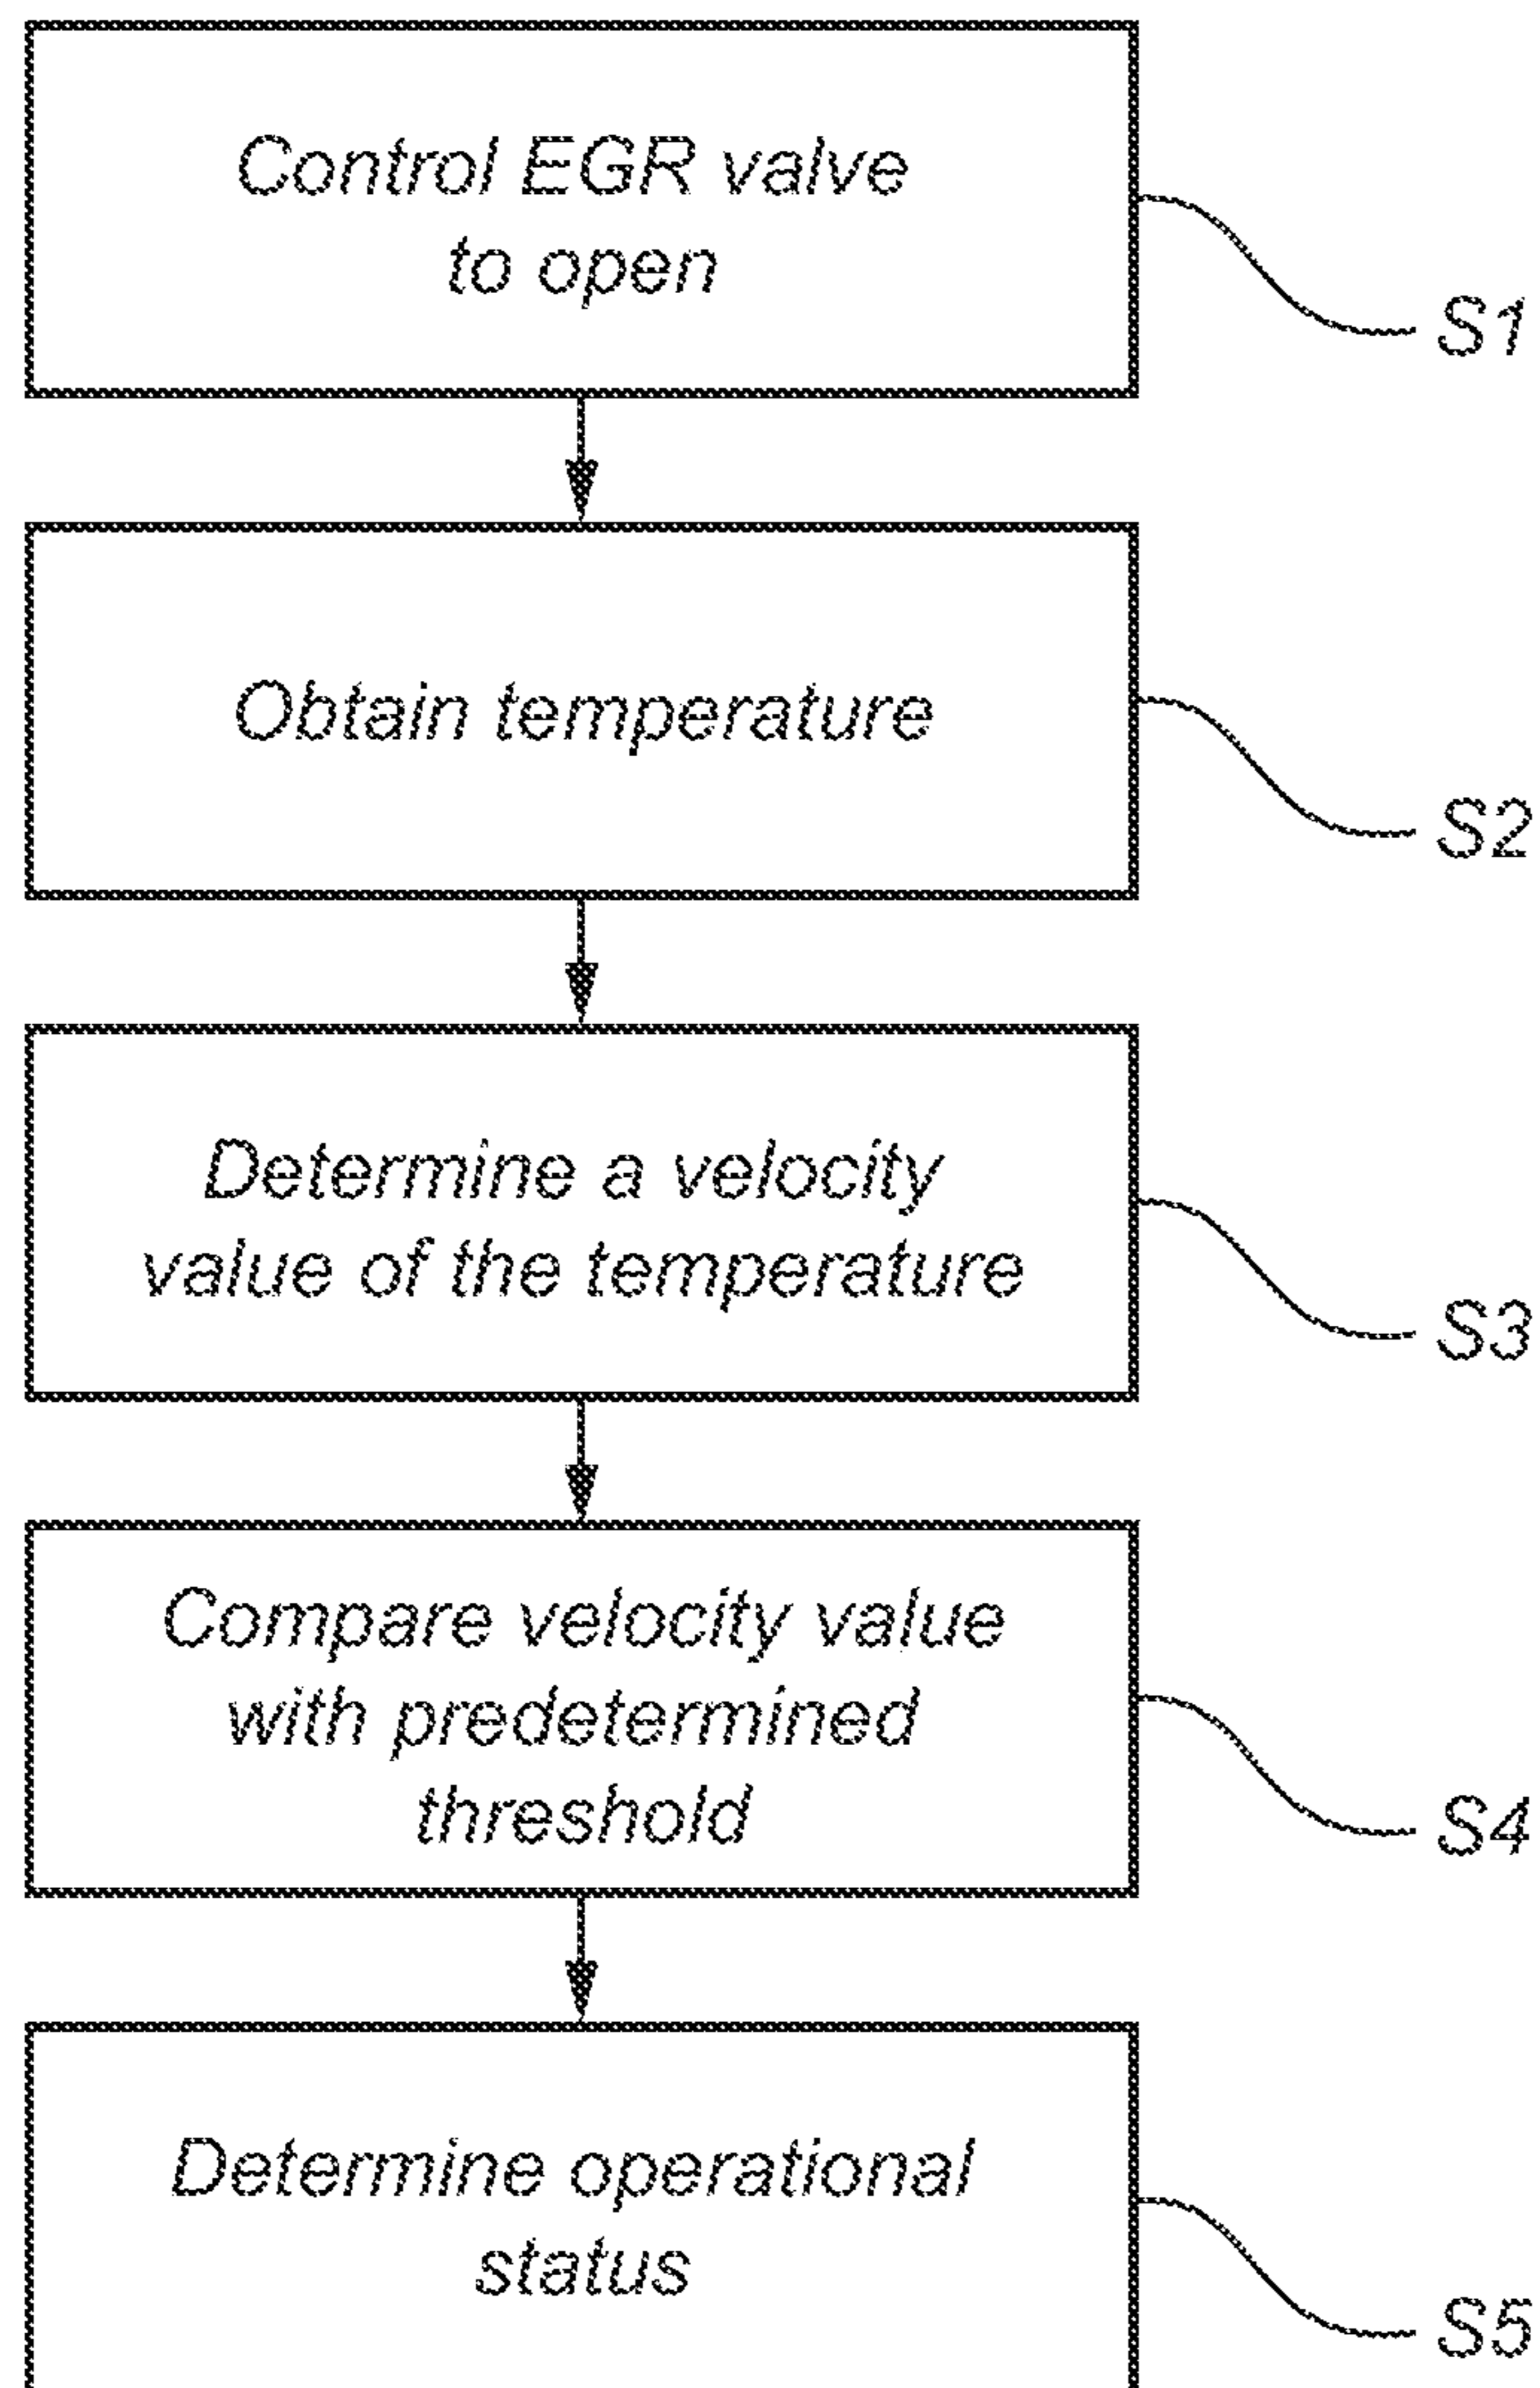 Control EGR valve
to open
S1
Obtain temperature
S2
Determine a velocity
value of the temperature
S3
Compare velocity value
with predetermined
threshold
S4
Determine operational
status
S5